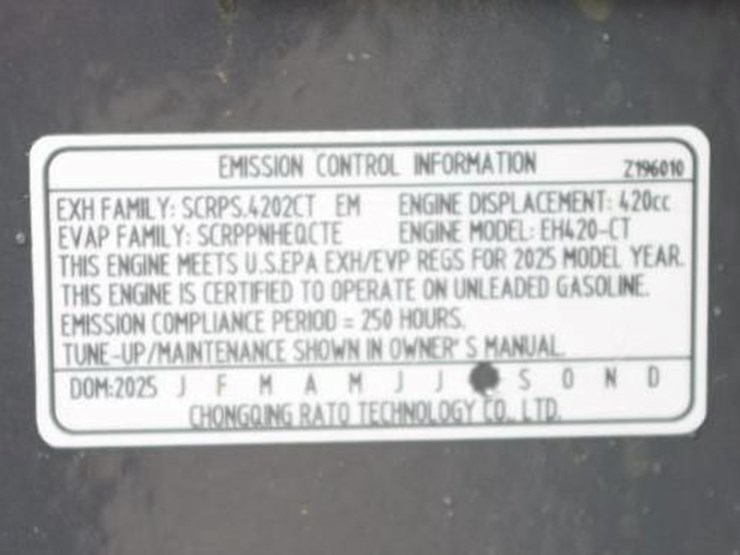 EMISSION CONTROL INFORMATION Z196010
EXH FAMILY: SCRPS.4202CT EM ENGINE DISPLACEMENT: 420cc
EVAP FAMILY: SCRPPNHEQCTE ENGINE MODEL: EH420-CT
THIS ENGINE MEETS U.S.EPA EXH/EVP REGS FOR 2025 MODEL YEAR.
THIS ENGINE IS CERTIFIED TO OPERATE ON UNLEADED GASOLINE.
EMISSION COMPLIANCE PERIOD = 250 HOURS.
TUNE-UP/MAINTENANCE SHOWN IN OWNER' S MANUAL.
DOM:2025 J F M A M J J S O N D
CHONGQING RATO TECHNOLOGY CO., LTD.